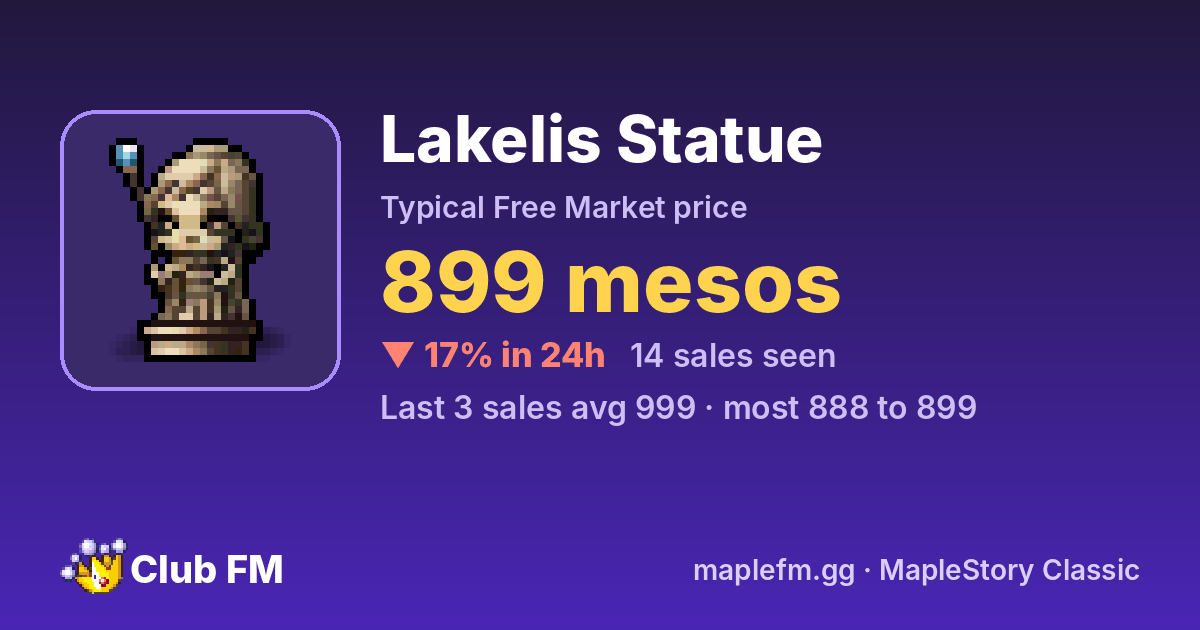 Lakelis Statue
Typical Free Market price
899 mesos
▼ 17% in 24h 14 sales seen
Last 3 sales avg 999 · most 888 to 899
Club FM
maplefm.gg · MapleStory Classic